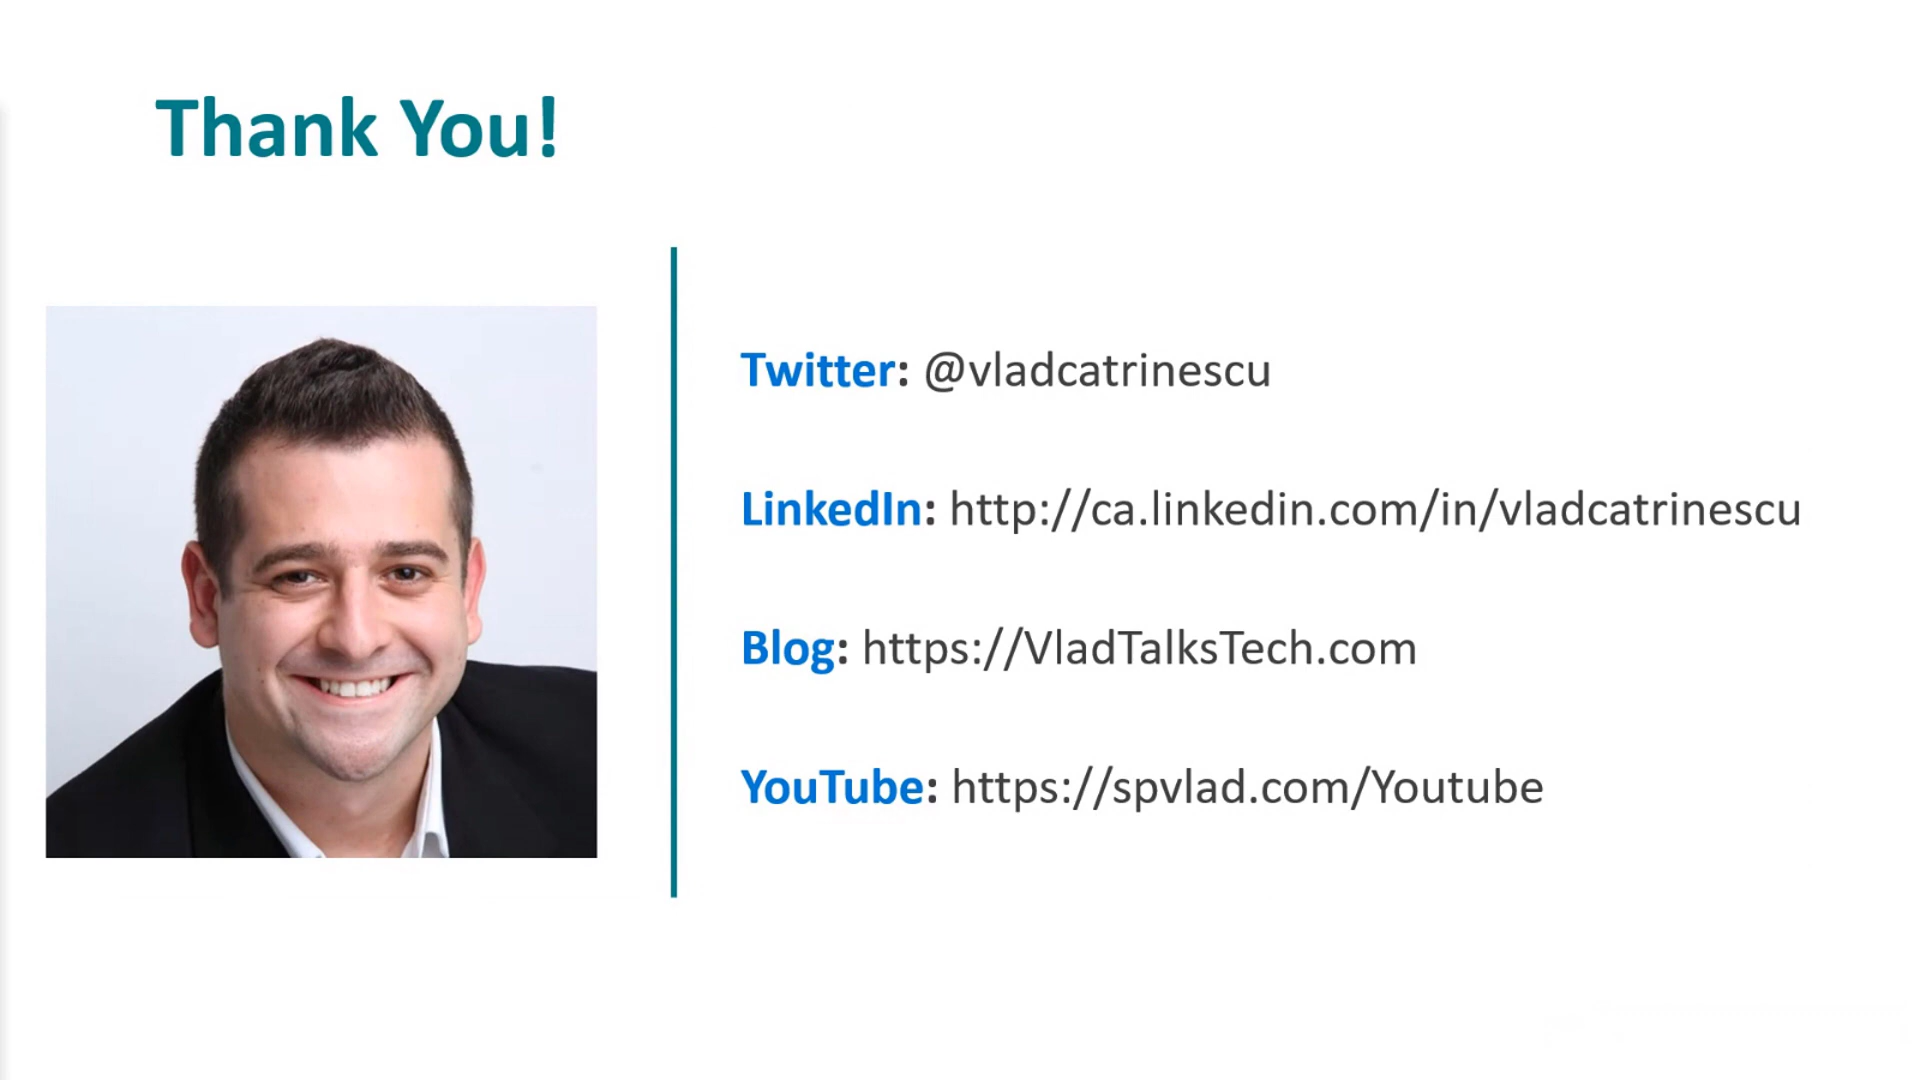 Thank You!
Twitter: @vladcatrinescu
LinkedIn: http://ca.linkedin.com/in/vladcatrinescu
Blog: https://VladTalksTech.com
YouTube: https://spvlad.com/Youtube